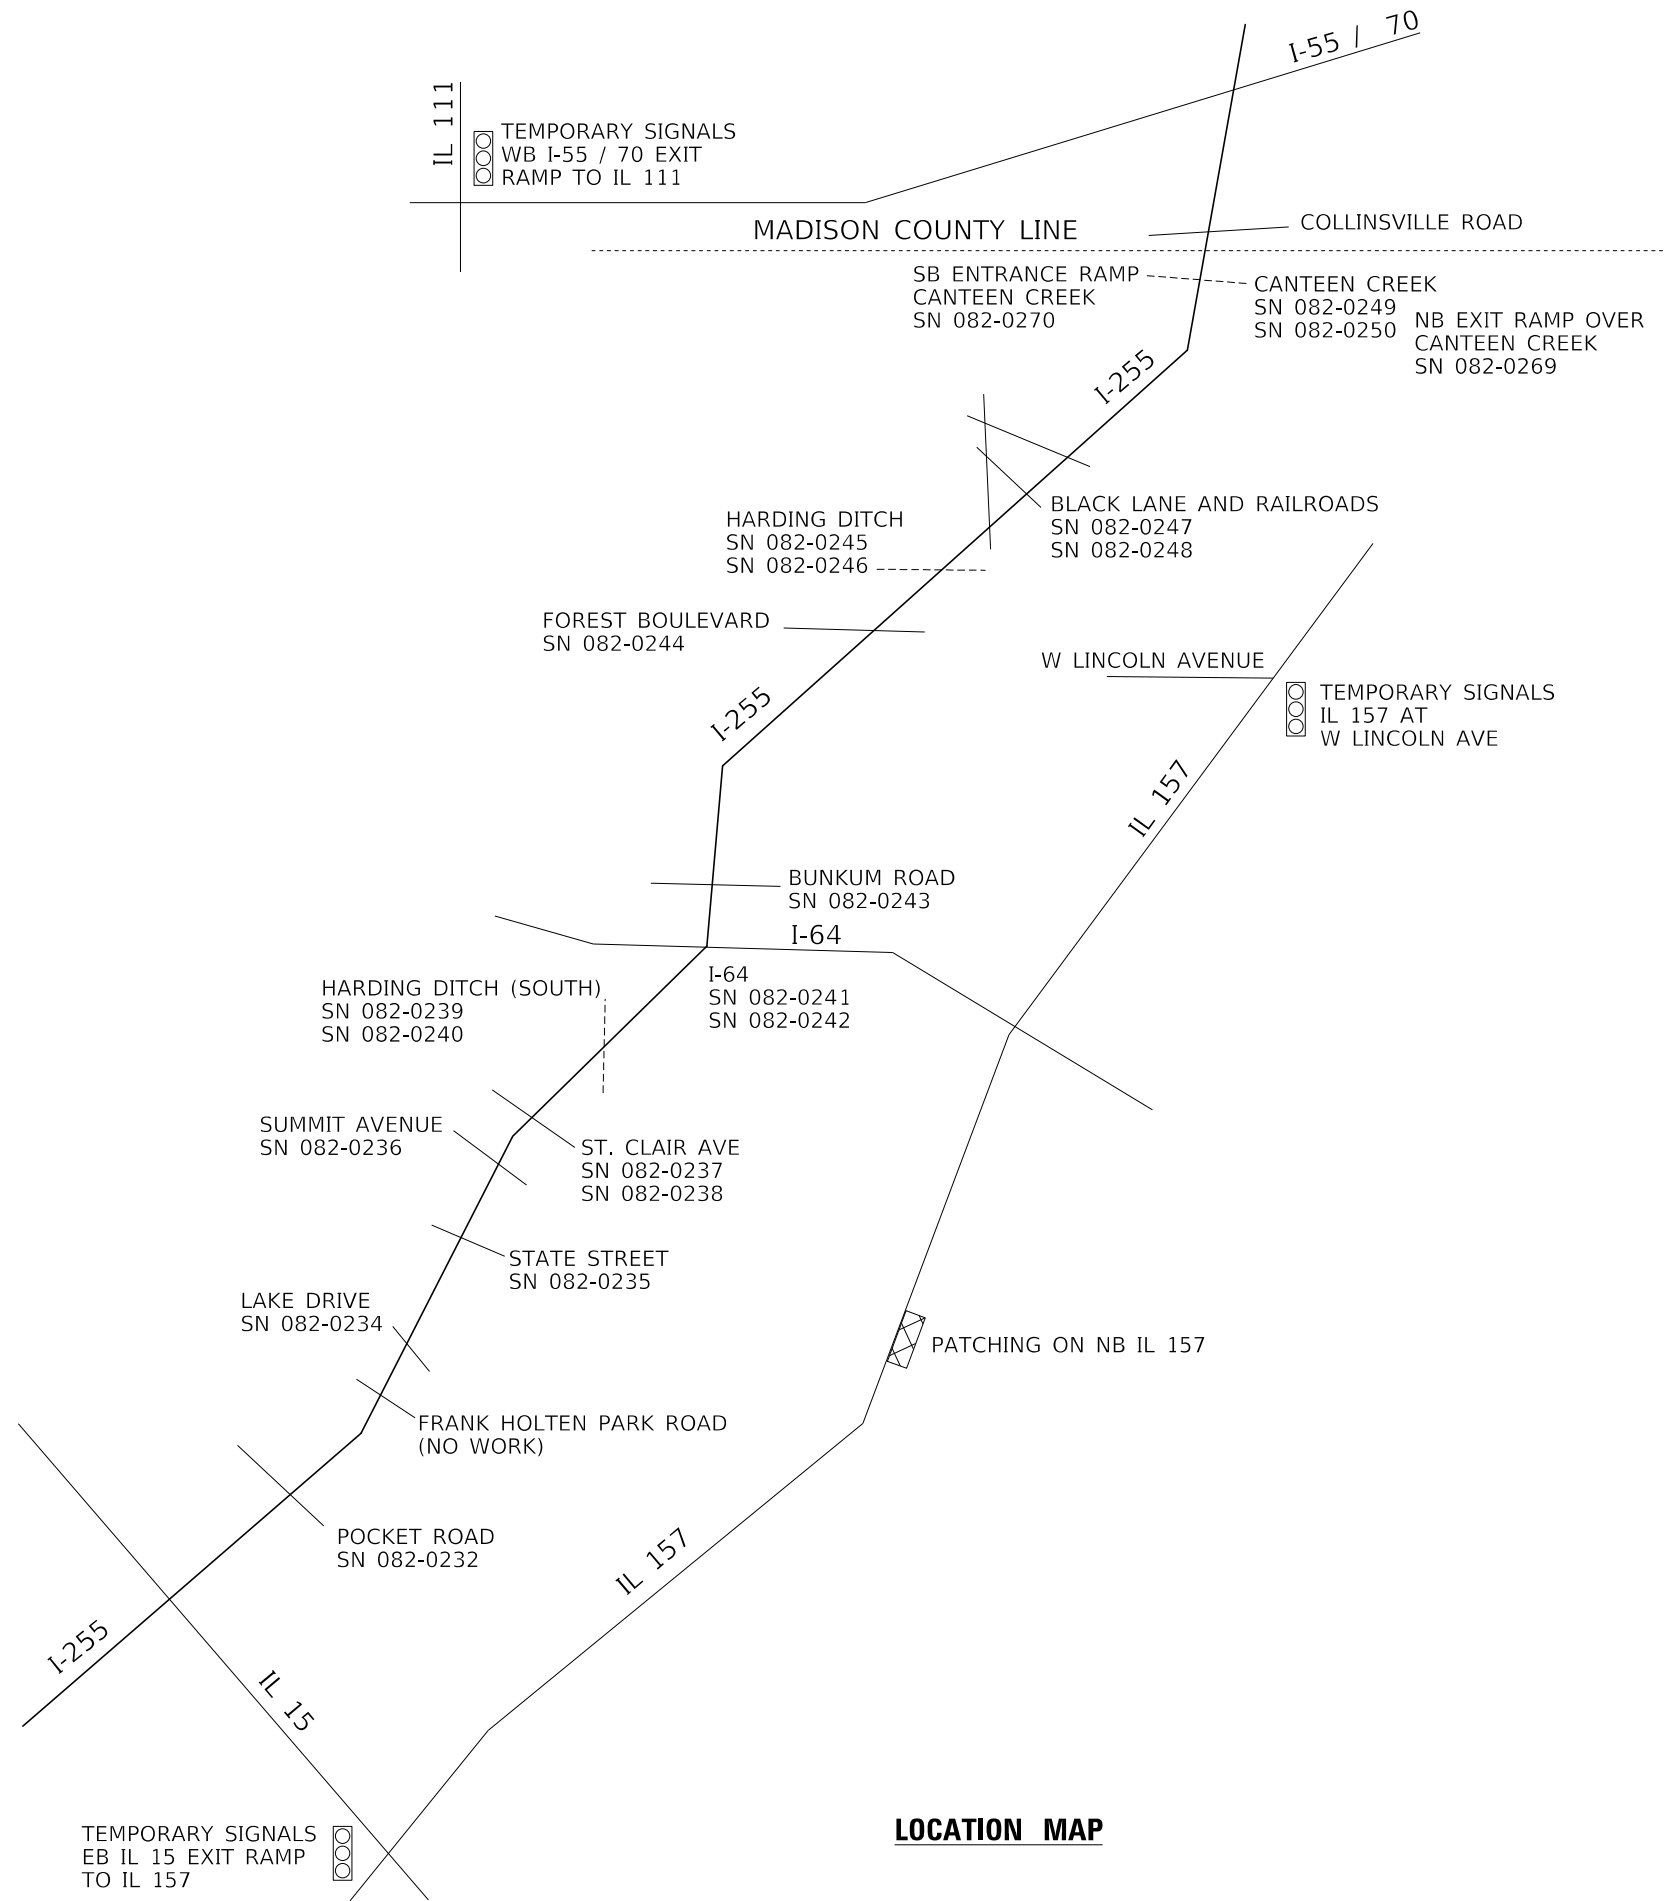 I-55 / 70
IL 111
TEMPORARY SIGNALS
WB I-55 / 70 EXIT
RAMP TO IL 111
MADISON COUNTY LINE
COLLINSVILLE ROAD
SB ENTRANCE RAMP
CANTEEN CREEK
SN 082-0270
CANTEEN CREEK
SN 082-0249
SN 082-0250
NB EXIT RAMP OVER
CANTEEN CREEK
SN 082-0269
I-255
BLACK LANE AND RAILROADS
SN 082-0247
SN 082-0248
HARDING DITCH
SN 082-0245
SN 082-0246
FOREST BOULEVARD
SN 082-0244
W LINCOLN AVENUE
TEMPORARY SIGNALS
IL 157 AT
W LINCOLN AVE
I-255
IL 157
BUNKUM ROAD
SN 082-0243
I-64
I-64
SN 082-0241
SN 082-0242
HARDING DITCH (SOUTH)
SN 082-0239
SN 082-0240
SUMMIT AVENUE
SN 082-0236
ST. CLAIR AVE
SN 082-0237
SN 082-0238
STATE STREET
SN 082-0235
LAKE DRIVE
SN 082-0234
PATCHING ON NB IL 157
FRANK HOLTEN PARK ROAD
(NO WORK)
POCKET ROAD
SN 082-0232
IL 157
I-255
IL 15
TEMPORARY SIGNALS
EB IL 15 EXIT RAMP
TO IL 157
LOCATION MAP